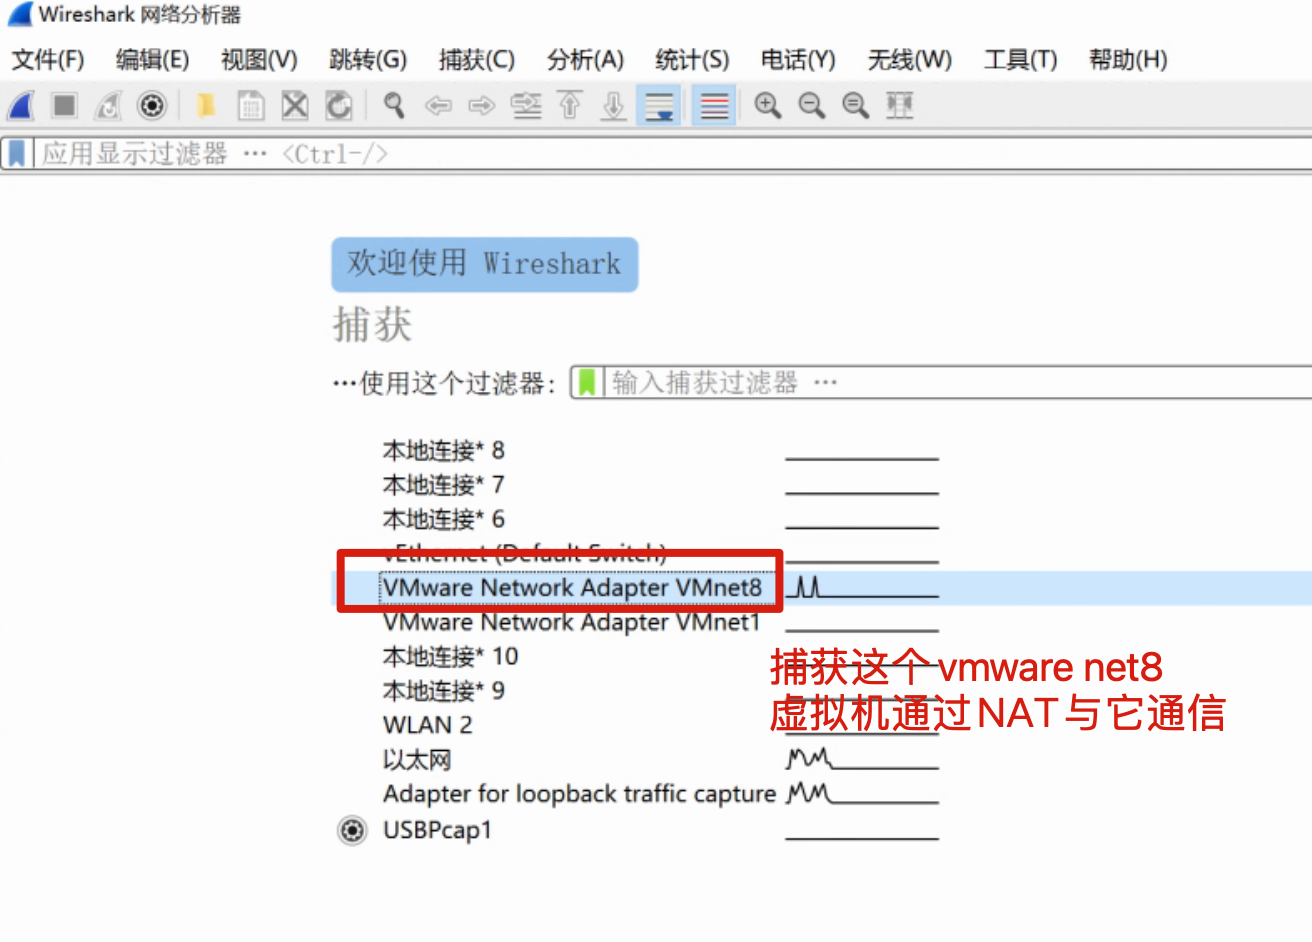 Wireshark 网络分析器
文件(F) 编辑(E) 视图(V) 跳转(G) 捕获(C) 分析(A) 统计(S) 电话(Y) 无线(W) 工具(T) 帮助(H)
应用显示过滤器 … <Ctrl-/>
欢迎使用 Wireshark
捕获
…使用这个过滤器: 输入捕获过滤器 …
本地连接* 8
本地连接* 7
本地连接* 6
vEthernet (Default Switch)
VMware Network Adapter VMnet8
VMware Network Adapter VMnet1
本地连接* 10
捕获这个 vmware net8
本地连接* 9
虚拟机通过NAT与它通信
WLAN 2
以太网
Adapter for loopback traffic capture
USBPcap1